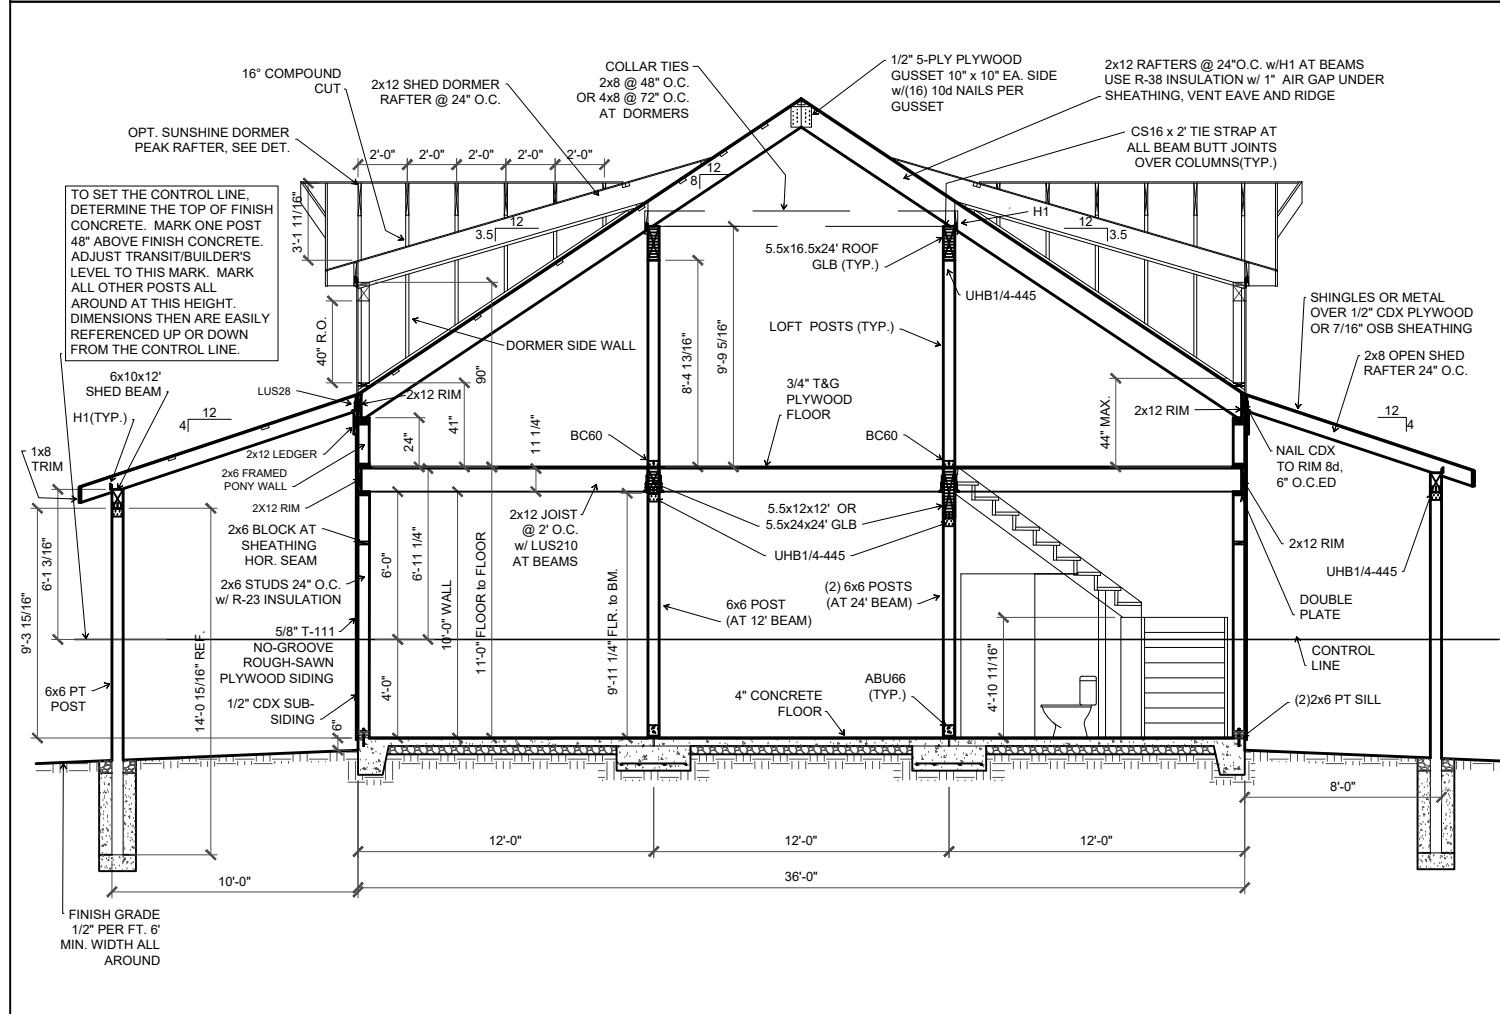 16° COMPOUND
CUT
2x12 SHED DORMER
RAFTER @ 24" O.C.
COLLAR TIES
2x8 @ 48" O.C.
OR 4x8 @ 72" O.C.
AT DORMERS
1/2" 5-PLY PLYWOOD
GUSSET 10" x 10" EA. SIDE
w/(16) 10d NAILS PER
GUSSET
2x12 RAFTERS @ 24"O.C. w/H1 AT BEAMS
USE R-38 INSULATION w/ 1" AIR GAP UNDER
SHEATHING, VENT EAVE AND RIDGE
OPT. SUNSHINE DORMER
PEAK RAFTER, SEE DET.
CS16 x 2' TIE STRAP AT
ALL BEAM BUTT JOINTS
OVER COLUMNS(TYP.)
2'-0"
2'-0"
2'-0"
2'-0"
2'-0"
12
8
TO SET THE CONTROL LINE,
DETERMINE THE TOP OF FINISH
CONCRETE. MARK ONE POST
48" ABOVE FINISH CONCRETE.
ADJUST TRANSIT/BUILDER'S
LEVEL TO THIS MARK. MARK
ALL OTHER POSTS ALL
AROUND AT THIS HEIGHT.
DIMENSIONS THEN ARE EASILY
REFERENCED UP OR DOWN
FROM THE CONTROL LINE.
3'-1 11/16"
12
3.5
H1
12
3.5
5.5x16.5x24' ROOF
GLB (TYP.)
UHB1/4-445
SHINGLES OR METAL
OVER 1/2" CDX PLYWOOD
OR 7/16" OSB SHEATHING
LOFT POSTS (TYP.)
40" R.O.
DORMER SIDE WALL
90"
8'-4 13/16"
9'-9 5/16"
2x8 OPEN SHED
RAFTER 24" O.C.
6x10x12'
SHED BEAM
LUS28
2x12 RIM
3/4" T&G
PLYWOOD
FLOOR
44" MAX.
2x12 RIM
H1(TYP.)
12
4
12
4
24"
41"
11 1/4"
BC60
BC60
1x8
TRIM
2x12 LEDGER
2x6 FRAMED
PONY WALL
2X12 RIM
NAIL CDX
TO RIM 8d,
6" O.C.ED
2x6 BLOCK AT
SHEATHING
HOR. SEAM
2x12 JOIST
@ 2' O.C.
w/ LUS210
AT BEAMS
5.5x12x12' OR
5.5x24x24' GLB
UHB1/4-445
2x12 RIM
UHB1/4-445
6'-1 3/16"
9'-3 15/16"
14'-0 15/16" REF.
6'-0"
6'-11 1/4"
10'-0" WALL
11'-0" FLOOR to FLOOR
9'-11 1/4" FLR. to BM.
2x6 STUDS 24" O.C.
w/ R-23 INSULATION
6x6 POST
(AT 12' BEAM)
(2) 6x6 POSTS
(AT 24' BEAM)
DOUBLE
PLATE
5/8" T-111
NO-GROOVE
ROUGH-SAWN
PLYWOOD SIDING
CONTROL
LINE
6x6 PT
POST
1/2" CDX SUB-
SIDING
4'-0"
6"
4" CONCRETE
FLOOR
ABU66
(TYP.)
4'-10 11/16"
(2)2x6 PT SILL
8'-0"
12'-0"
12'-0"
12'-0"
10'-0"
36'-0"
FINISH GRADE
1/2" PER FT. 6'
MIN. WIDTH ALL
AROUND